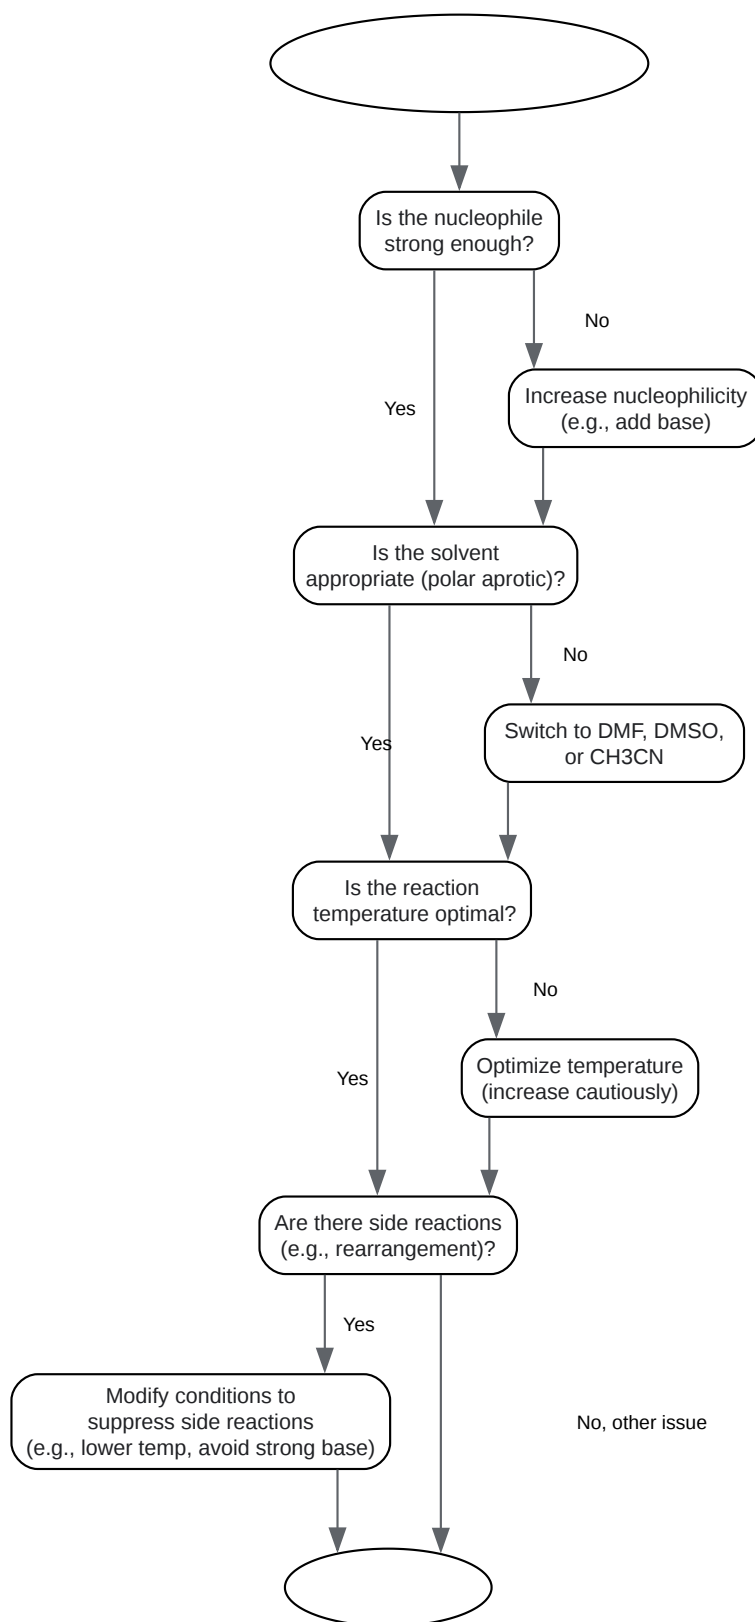 Is the nucleophile
strong enough?
No
Increase nucleophilicity
(e.g., add base)
Yes
Is the solvent
appropriate (polar aprotic)?
No
Switch to DMF, DMSO,
or CH3CN
Yes
Is the reaction
temperature optimal?
No
Optimize temperature
(increase cautiously)
Yes
Are there side reactions
(e.g., rearrangement)?
Yes
Modify conditions to
suppress side reactions
(e.g., lower temp, avoid strong base)
No, other issue